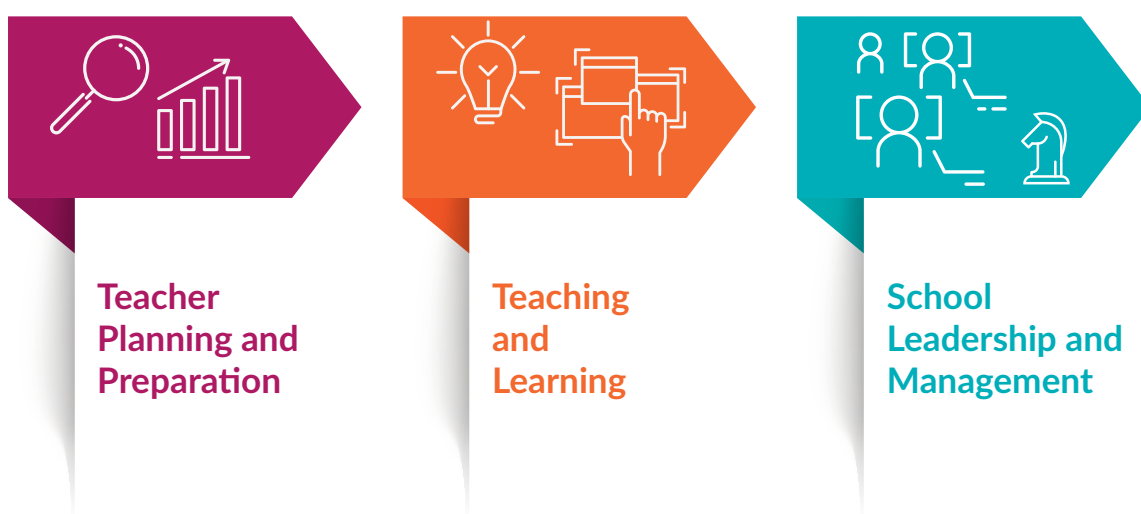 Teacher
Planning and
Preparation
Teaching
and
Learning
School
Leadership and
Management